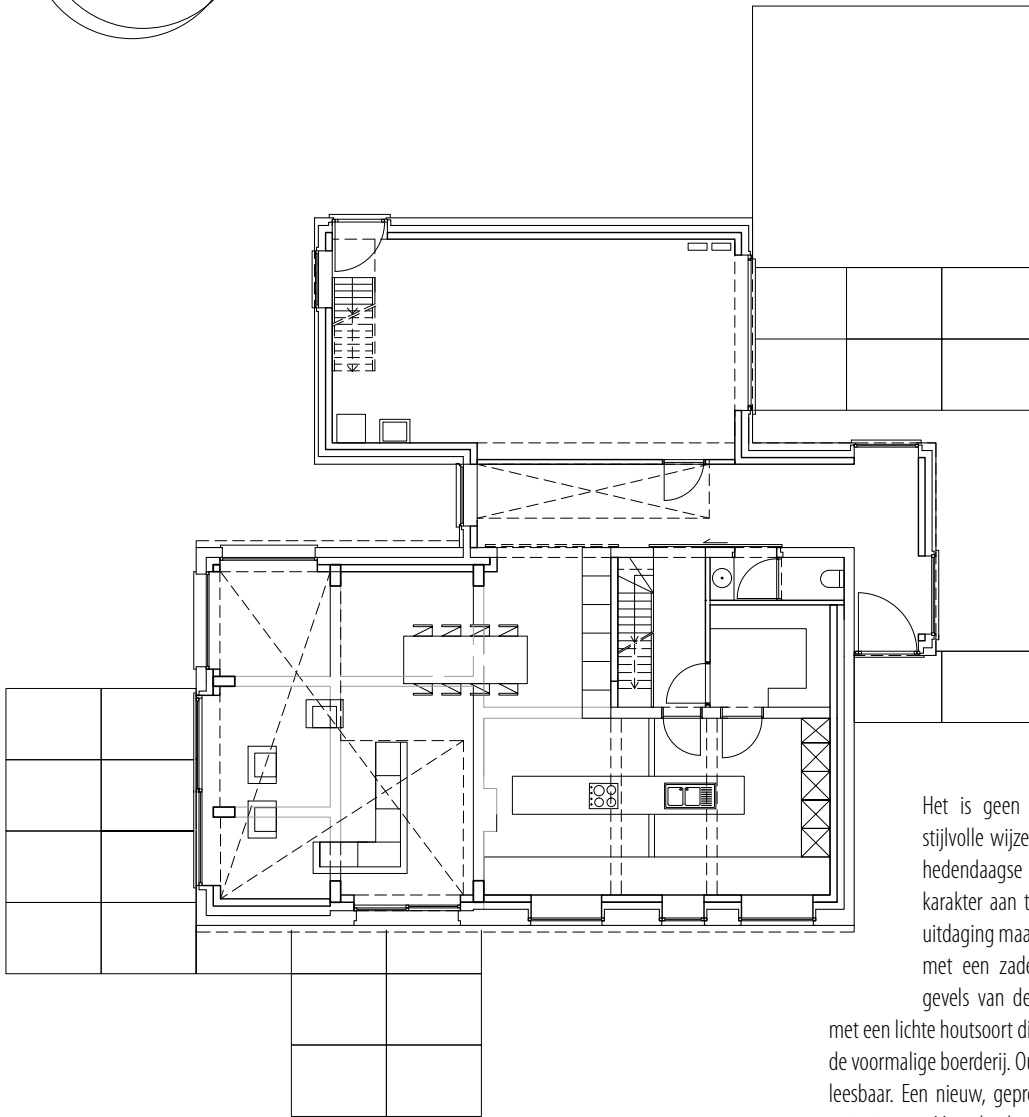 Het is geen
stijlvolle wijze
hedendaagse
karakter aan t
uitdaging maa
met een zade
gevels van de
met een lichte houtsoort di
de voormalige boerderij. Ou
leesbaar. Een nieuw, gepre